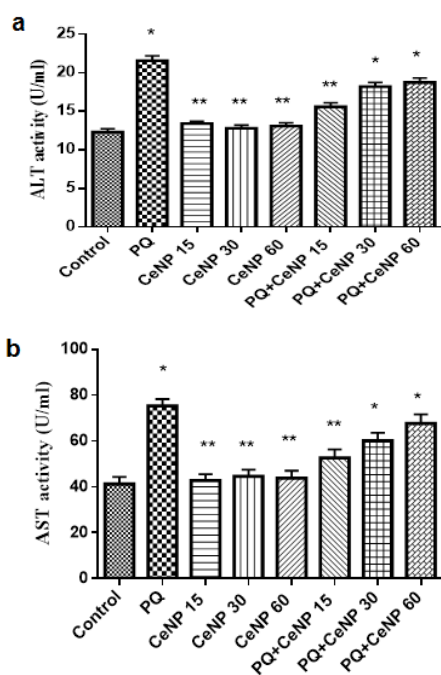 a
ALT activity (U/ml)
25
20
15
10
5
0
*
**
**
**
**
*
*
Control
PQ
CeNP 15
CeNP 30
CeNP 60
PQ+CeNP 15
PQ+CeNP 30
PQ+CeNP 60
b
AST activity (U/ml)
100
80
60
40
20
0
*
**
**
**
**
*
*
Control
PQ
CeNP 15
CeNP 30
CeNP 60
PQ+CeNP 15
PQ+CeNP 30
PQ+CeNP 60